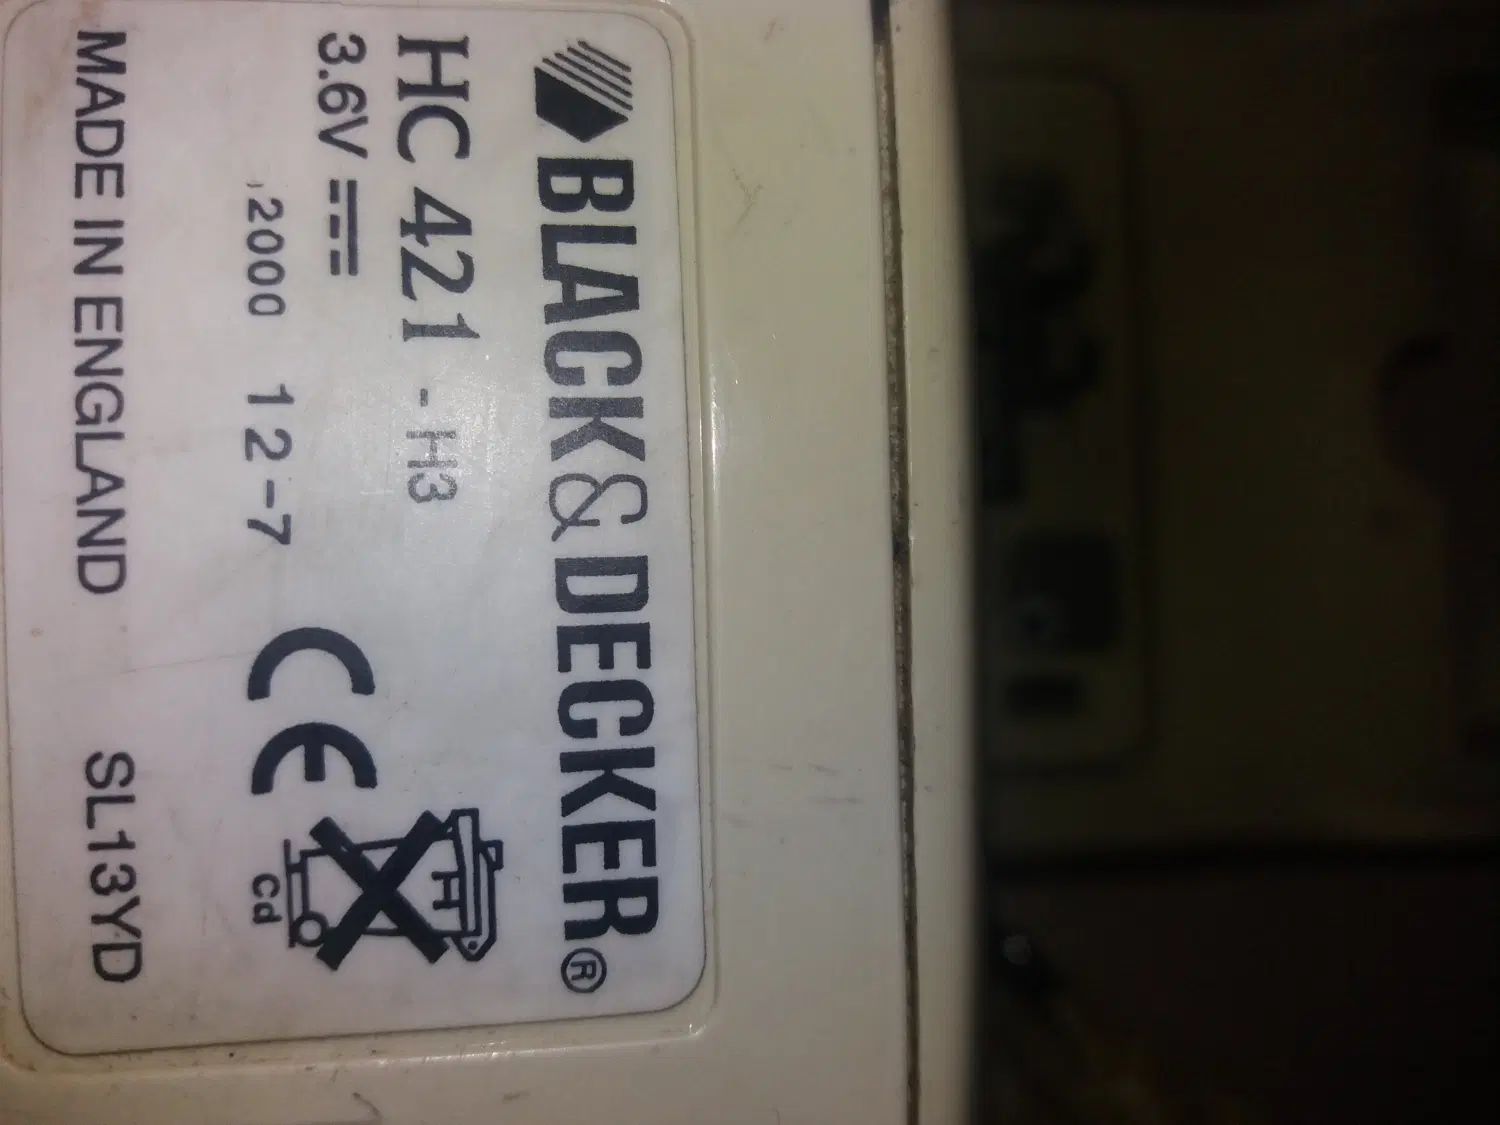 BLACK&DECKER®
HC 421 - H3
3.6V
2000 12-7
CE
Cd
MADE IN ENGLAND SL13YD